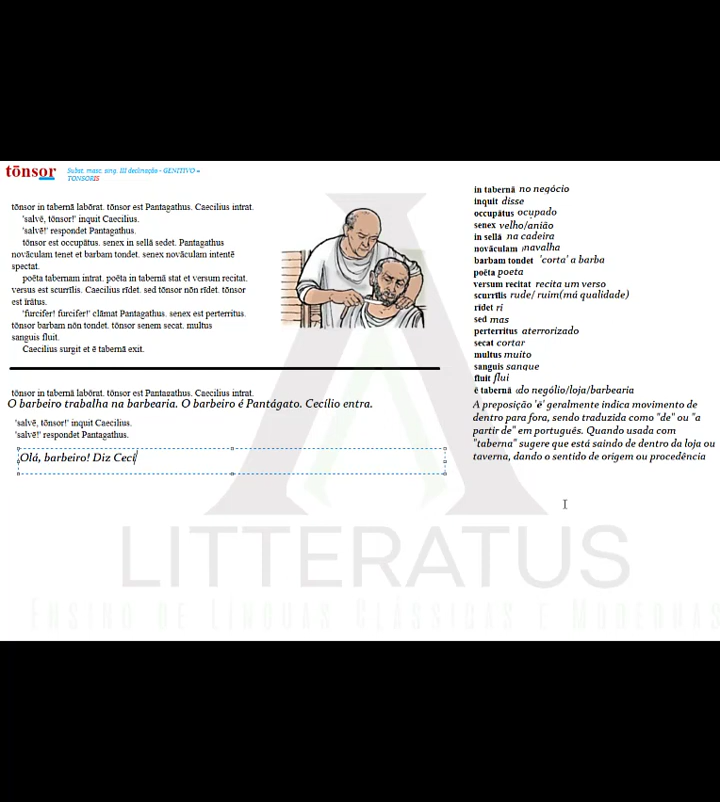 tōnsor
Subst. masc. sing. III declinação - GENITIVO =
TONSORIS
tōnsor in tabernā labōrat. tōnsor est Pantagathus. Caecilius intrat.
'salvē, tōnsor!' inquit Caecilius.
'salvē!' respondet Pantagathus.
tōnsor est occupātus. senex in sellā sedet. Pantagathus
novāculam tenet et barbam tondet. senex novāculam intentē
spectat.
poēta tabernam intrat. poēta in tabernā stat et versum recitat.
versus est scurrīlis. Caecilius rīdet. sed tōnsor nōn rīdet. tōnsor
est īrātus.
'furcifer! furcifer!' clāmat Pantagathus. senex est perterritus.
tōnsor barbam nōn tondet. tōnsor senem secat. multus
sanguis fluit.
Caecilius surgit et ē tabernā exit.
tōnsor in tabernā labōrat. tōnsor est Pantagathus. Caecilius intrat.
O barbeiro trabalha na barbearia. O barbeiro é Pantágato. Cecílio entra.
'salvē, tōnsor!' inquit Caecilius.
'salvē!' respondet Pantagathus.
Olá, barbeiro! Diz Ceci
in tabernā no negócio
inquit disse
occupātus ocupado
senex velho/anião
in sellā na cadeira
novāculam navalha
barbam tondet 'corta' a barba
poēta poeta
versum recitat recita um verso
scurrīlis rude/ ruim(má qualidade)
rīdet ri
sed mas
perterritus aterrorizado
secat cortar
multus muito
sanguis sangue
fluit flui
ē tabernā do nególio/loja/barbearia
A preposição 'ē' geralmente indica movimento de
dentro para fora, sendo traduzida como "de" ou "a
partir de" em português. Quando usada com
"taberna" sugere que está saindo de dentro da loja ou
taverna, dando o sentido de origem ou procedência
LITTERATUS
Ensino de Línguas Clássicas e Modernas